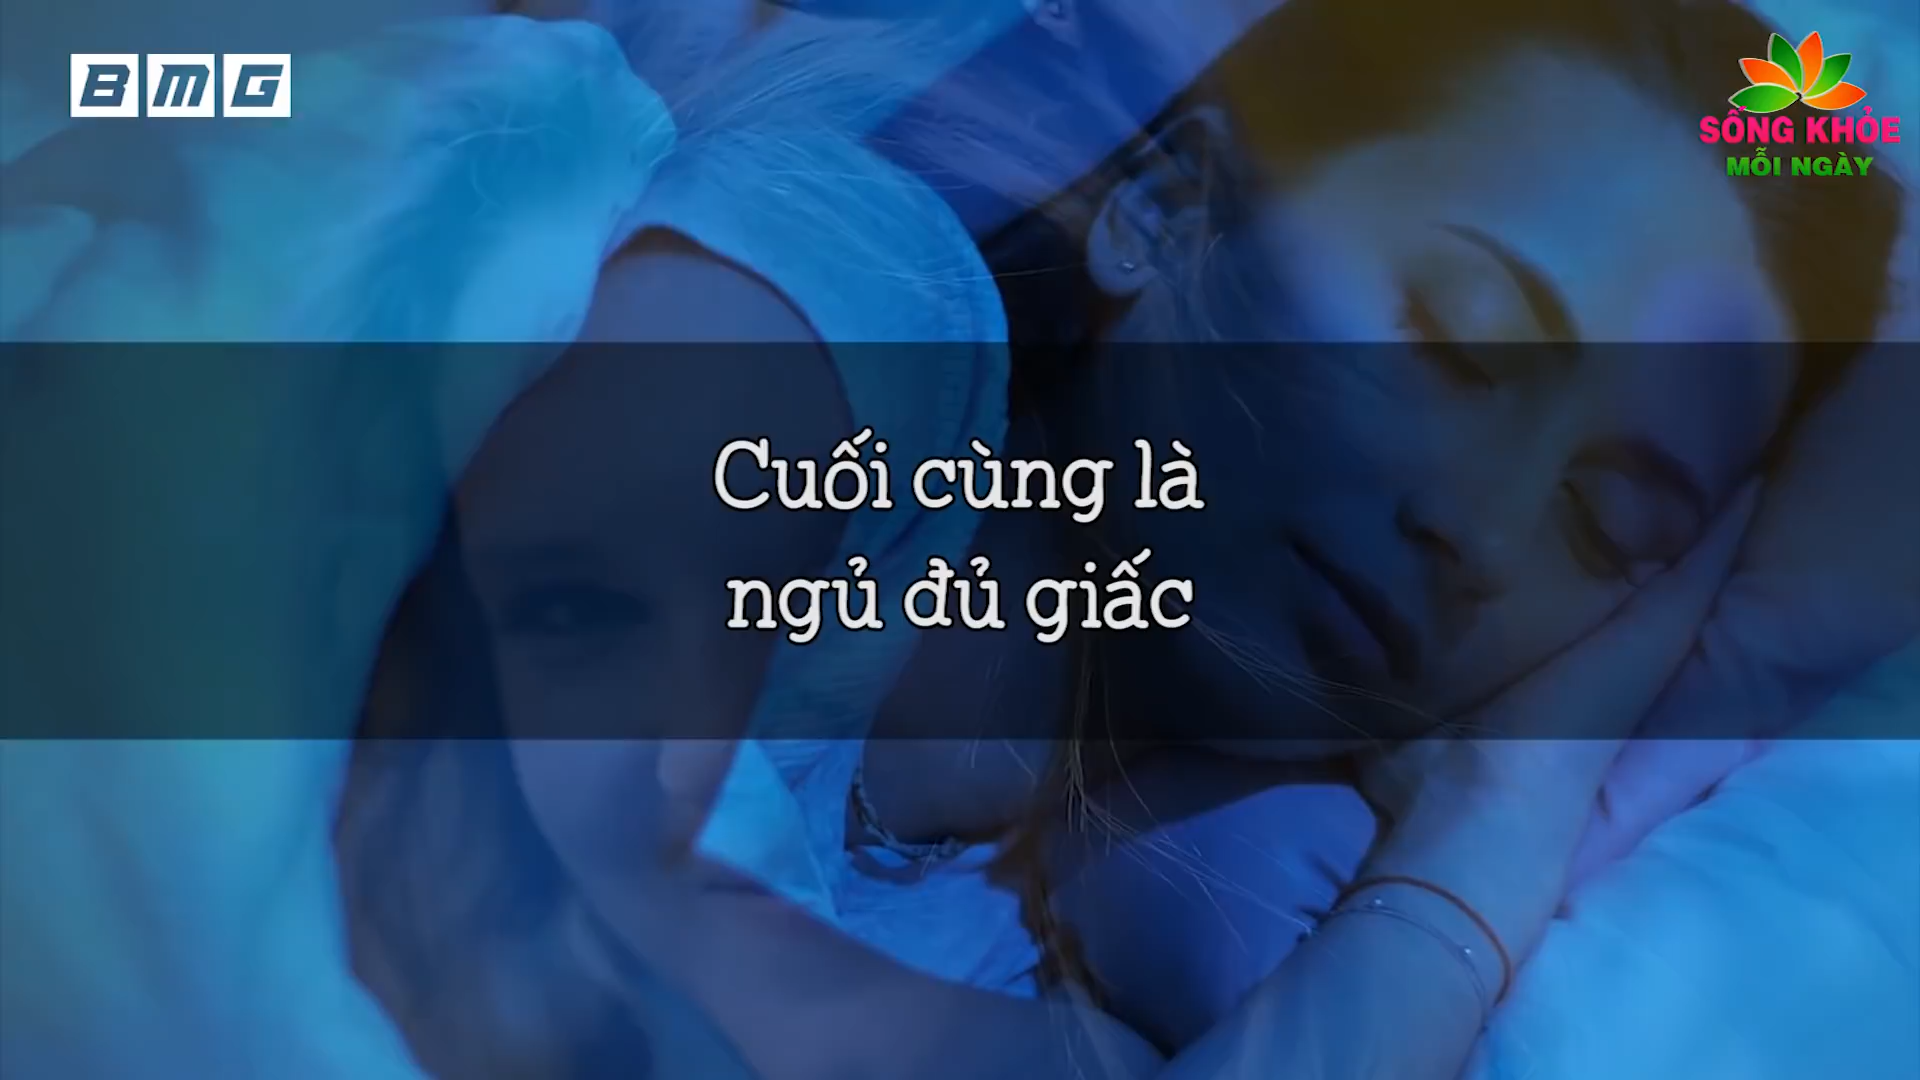 BMG
SỐNG KHỎE
MỖI NGÀY
Cuối cùng là
ngủ đủ giấc